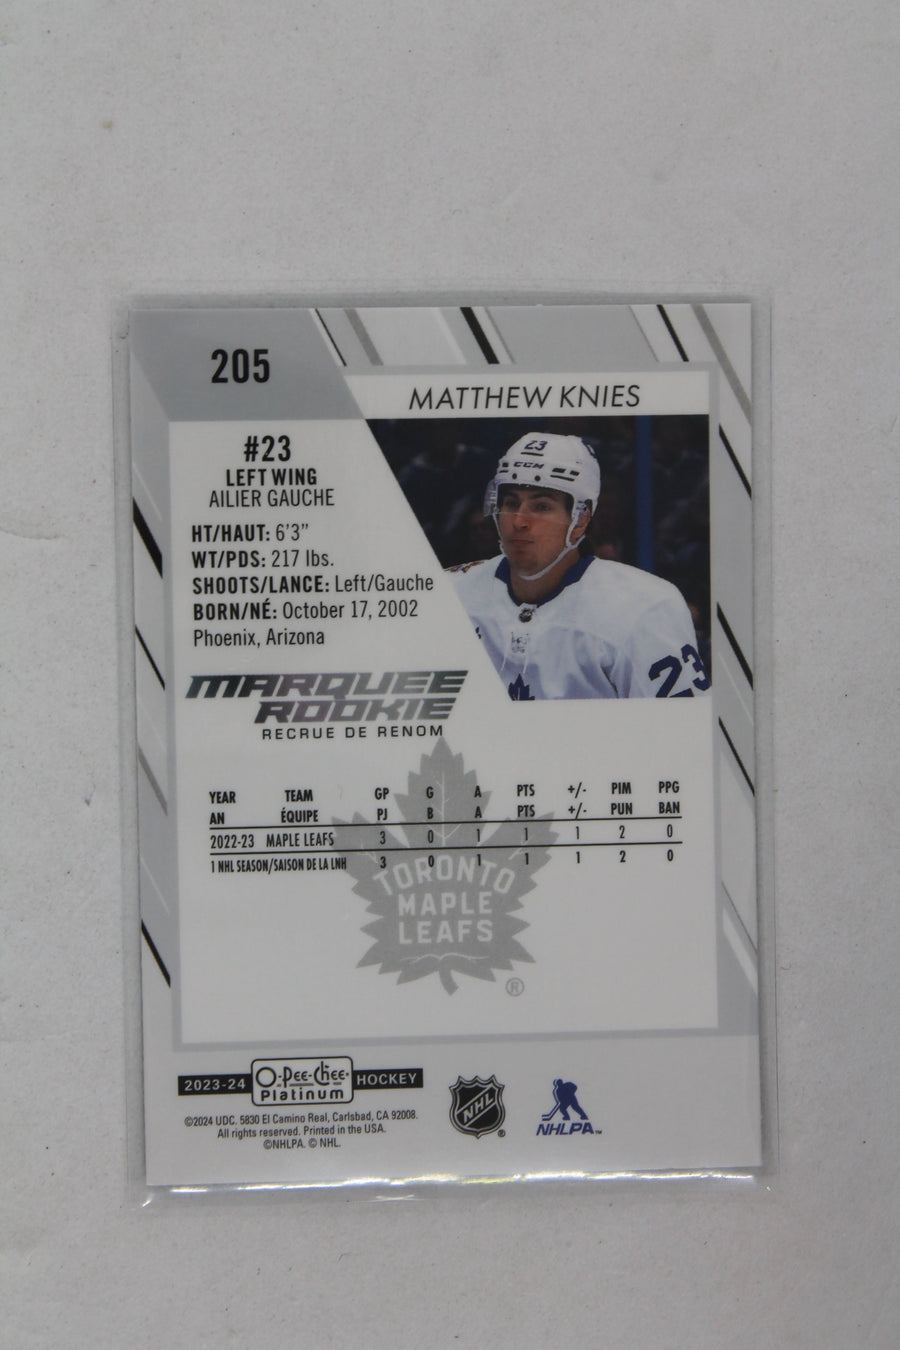 205
MATTHEW KNIES
#23
LEFT WING
AILIER GAUCHE
HT/HAUT: 6'3"
WT/PDS: 217 lbs.
SHOOTS/LANCE: Left/Gauche
BORN/NÉ: October 17, 2002
Phoenix, Arizona
23
CCM
23
MARQUEE
ROOKIE
RECRUE DE RENOM
YEAR TEAM GP G A PTS +/- PIM PPG
AN ÉQUIPE PJ B A PTS +/- PUN BAN
2022-23 MAPLE LEAFS 3 0 1 1 1 2 0
1 NHL SEASON/SAISON DE LA LNH 3 0 1 1 1 2 0
TORONTO
MAPLE
LEAFS
®
2023-24 O-Pee-Chee Platinum HOCKEY
©2024 UDC. 5830 El Camino Real, Carlsbad, CA 92008.
All rights reserved. Printed in the USA.
©NHLPA. © NHL.
NHL ®
NHLPA™